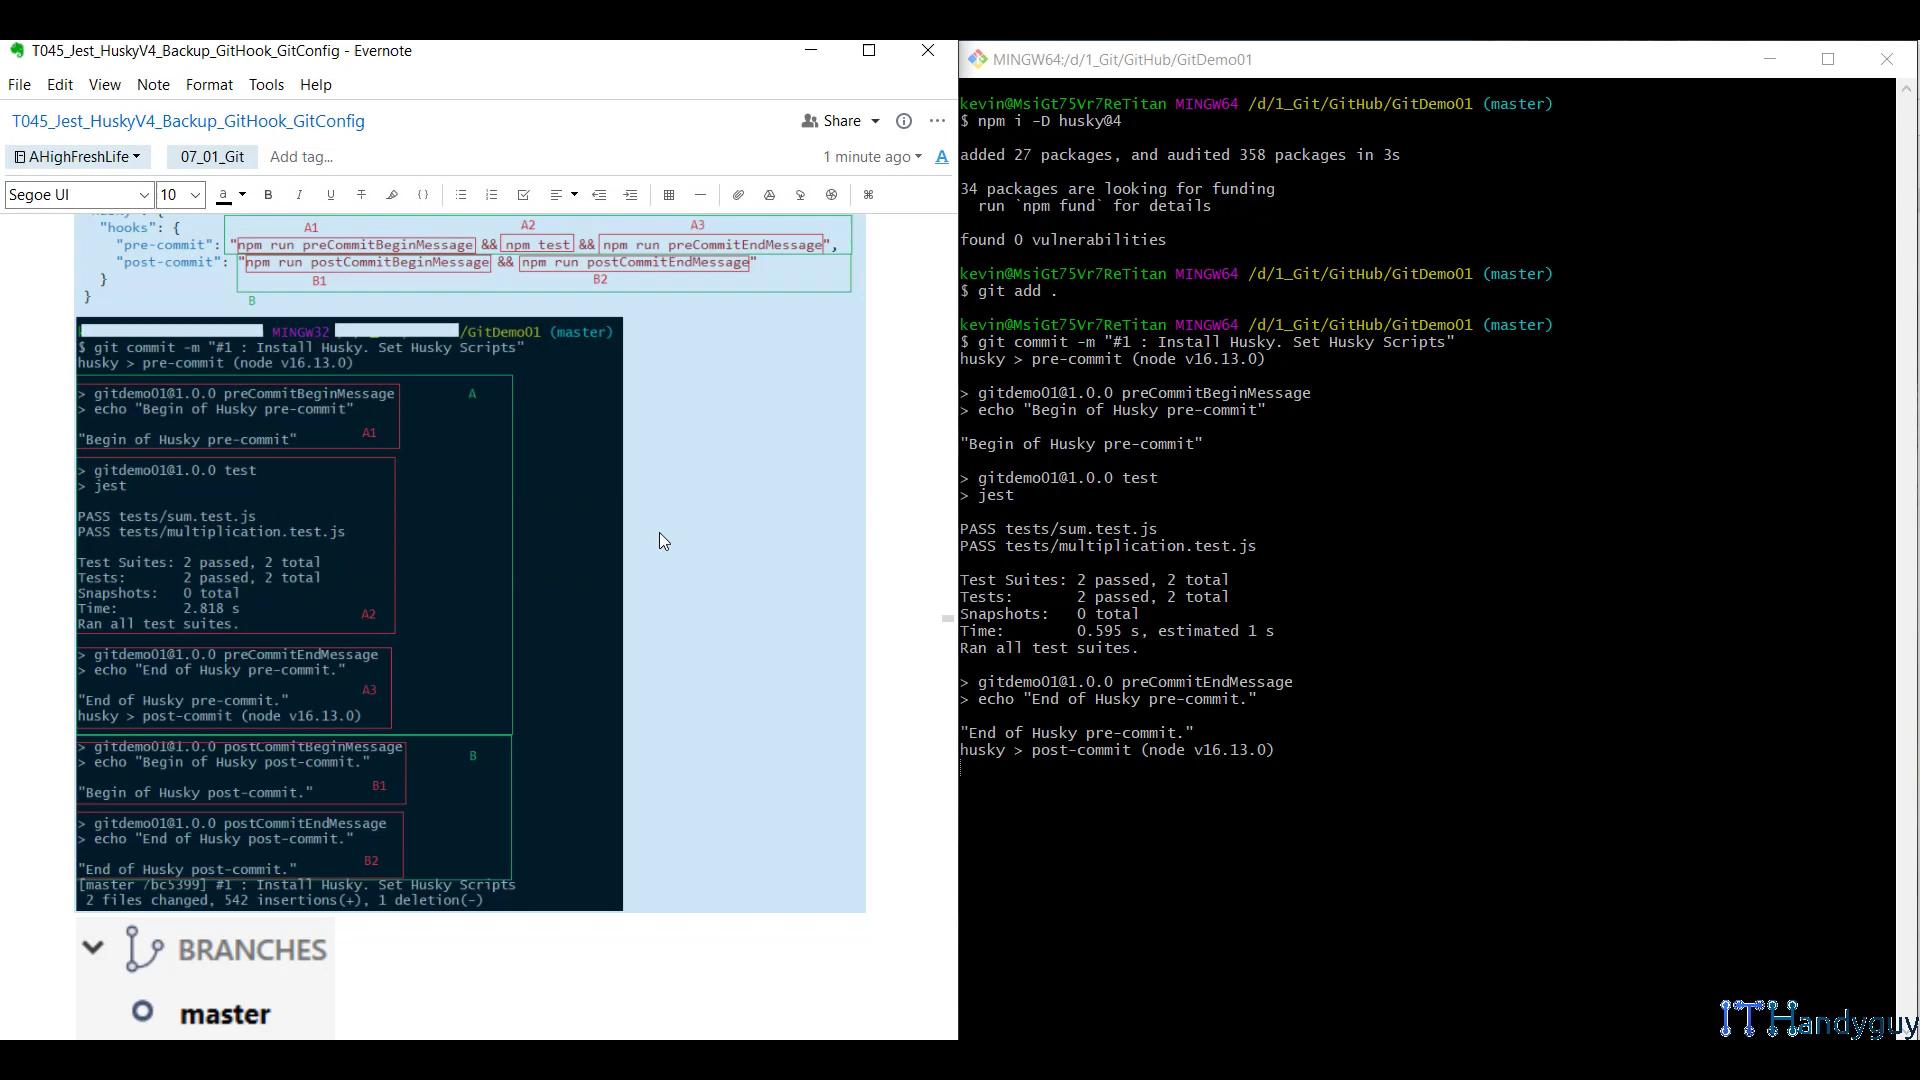 T045_Jest_HuskyV4_Backup_GitHook_GitConfig - Evernote
File Edit View Note Format Tools Help
T045_Jest_HuskyV4_Backup_GitHook_GitConfig
Share
AHighFreshLife 07_01_Git Add tag...
1 minute ago
Segoe UI 10
A1 A2 A3
"hooks": {
"pre-commit": "npm run preCommitBeginMessage && npm test && npm run preCommitEndMessage",
"post-commit": "npm run postCommitBeginMessage && npm run postCommitEndMessage"
B1 B2
}
}
B
MINGW32 /GitDemo01 (master)
$ git commit -m "#1 : Install Husky. Set Husky Scripts"
husky > pre-commit (node v16.13.0)
> gitdemo01@1.0.0 preCommitBeginMessage
A
> echo "Begin of Husky pre-commit"
"Begin of Husky pre-commit"
A1
> gitdemo01@1.0.0 test
> jest
PASS tests/sum.test.js
PASS tests/multiplication.test.js
Test Suites: 2 passed, 2 total
Tests: 2 passed, 2 total
Snapshots: 0 total
Time: 2.818 s
A2
Ran all test suites.
> gitdemo01@1.0.0 preCommitEndMessage
> echo "End of Husky pre-commit."
A3
"End of Husky pre-commit."
husky > post-commit (node v16.13.0)
> gitdemo01@1.0.0 postCommitBeginMessage
B
> echo "Begin of Husky post-commit."
"Begin of Husky post-commit."
B1
> gitdemo01@1.0.0 postCommitEndMessage
> echo "End of Husky post-commit."
"End of Husky post-commit."
B2
[master /bc5399] #1 : Install Husky. Set Husky Scripts
2 files changed, 542 insertions(+), 1 deletion(-)
BRANCHES
master
MINGW64:/d/1_Git/GitHub/GitDemo01
kevin@MsiGt75Vr7ReTitan MINGW64 /d/1_Git/GitHub/GitDemo01 (master)
$ npm i -D husky@4
added 27 packages, and audited 358 packages in 3s
34 packages are looking for funding
run `npm fund` for details
found 0 vulnerabilities
kevin@MsiGt75Vr7ReTitan MINGW64 /d/1_Git/GitHub/GitDemo01 (master)
$ git add .
kevin@MsiGt75Vr7ReTitan MINGW64 /d/1_Git/GitHub/GitDemo01 (master)
$ git commit -m "#1 : Install Husky. Set Husky Scripts"
husky > pre-commit (node v16.13.0)
> gitdemo01@1.0.0 preCommitBeginMessage
> echo "Begin of Husky pre-commit"
"Begin of Husky pre-commit"
> gitdemo01@1.0.0 test
> jest
PASS tests/sum.test.js
PASS tests/multiplication.test.js
Test Suites: 2 passed, 2 total
Tests: 2 passed, 2 total
Snapshots: 0 total
Time: 0.595 s, estimated 1 s
Ran all test suites.
> gitdemo01@1.0.0 preCommitEndMessage
> echo "End of Husky pre-commit."
"End of Husky pre-commit."
husky > post-commit (node v16.13.0)
ITHandyguy